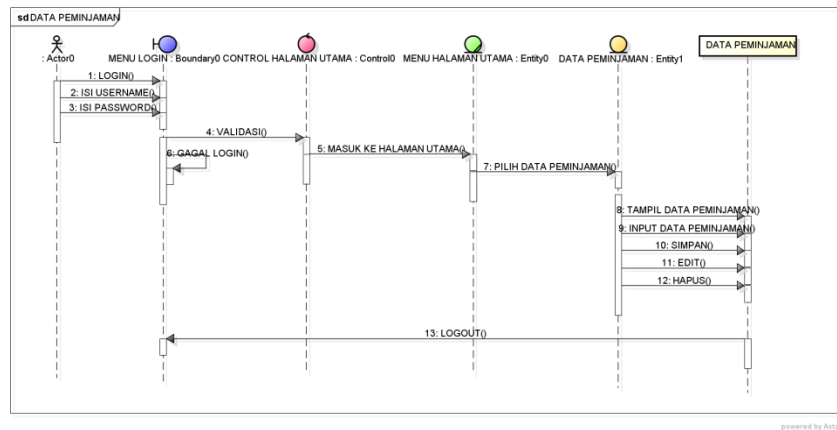 sd DATA PEMINJAMAN
: Actor0
MENU LOGIN : Boundary0
CONTROL HALAMAN UTAMA : Control0
MENU HALAMAN UTAMA : Entity0
DATA PEMINJAMAN : Entity1
DATA PEMINJAMAN
1: LOGIN()
2: ISI USERNAME()
3: ISI PASSWORD()
4: VALIDASI()
5: MASUK KE HALAMAN UTAMA()
6: GAGAL LOGIN()
7: PILIH DATA PEMINJAMAN()
8: TAMPIL DATA PEMINJAMAN()
9: INPUT DATA PEMINJAMAN()
10: SIMPAN()
11: EDIT()
12: HAPUS()
13: LOGOUT()
powered by Asta